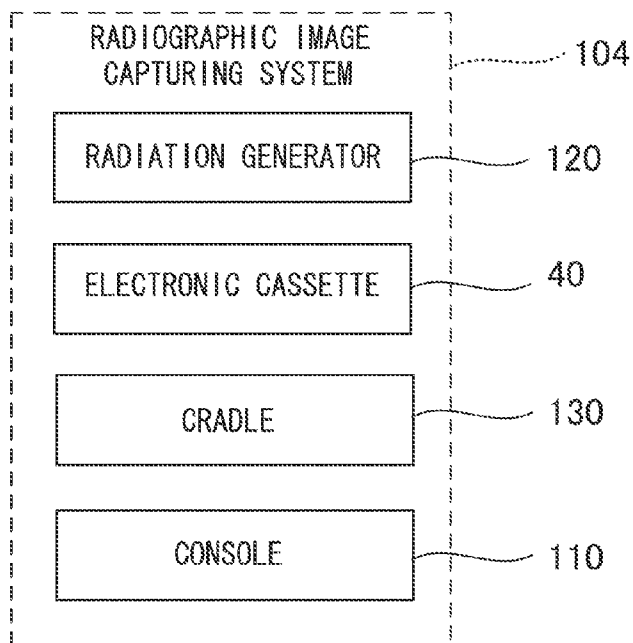 RADIOGRAPHIC IMAGE
CAPTURING SYSTEM
104
RADIATION GENERATOR
120
ELECTRONIC CASSETTE
40
CRADLE
130
CONSOLE
110